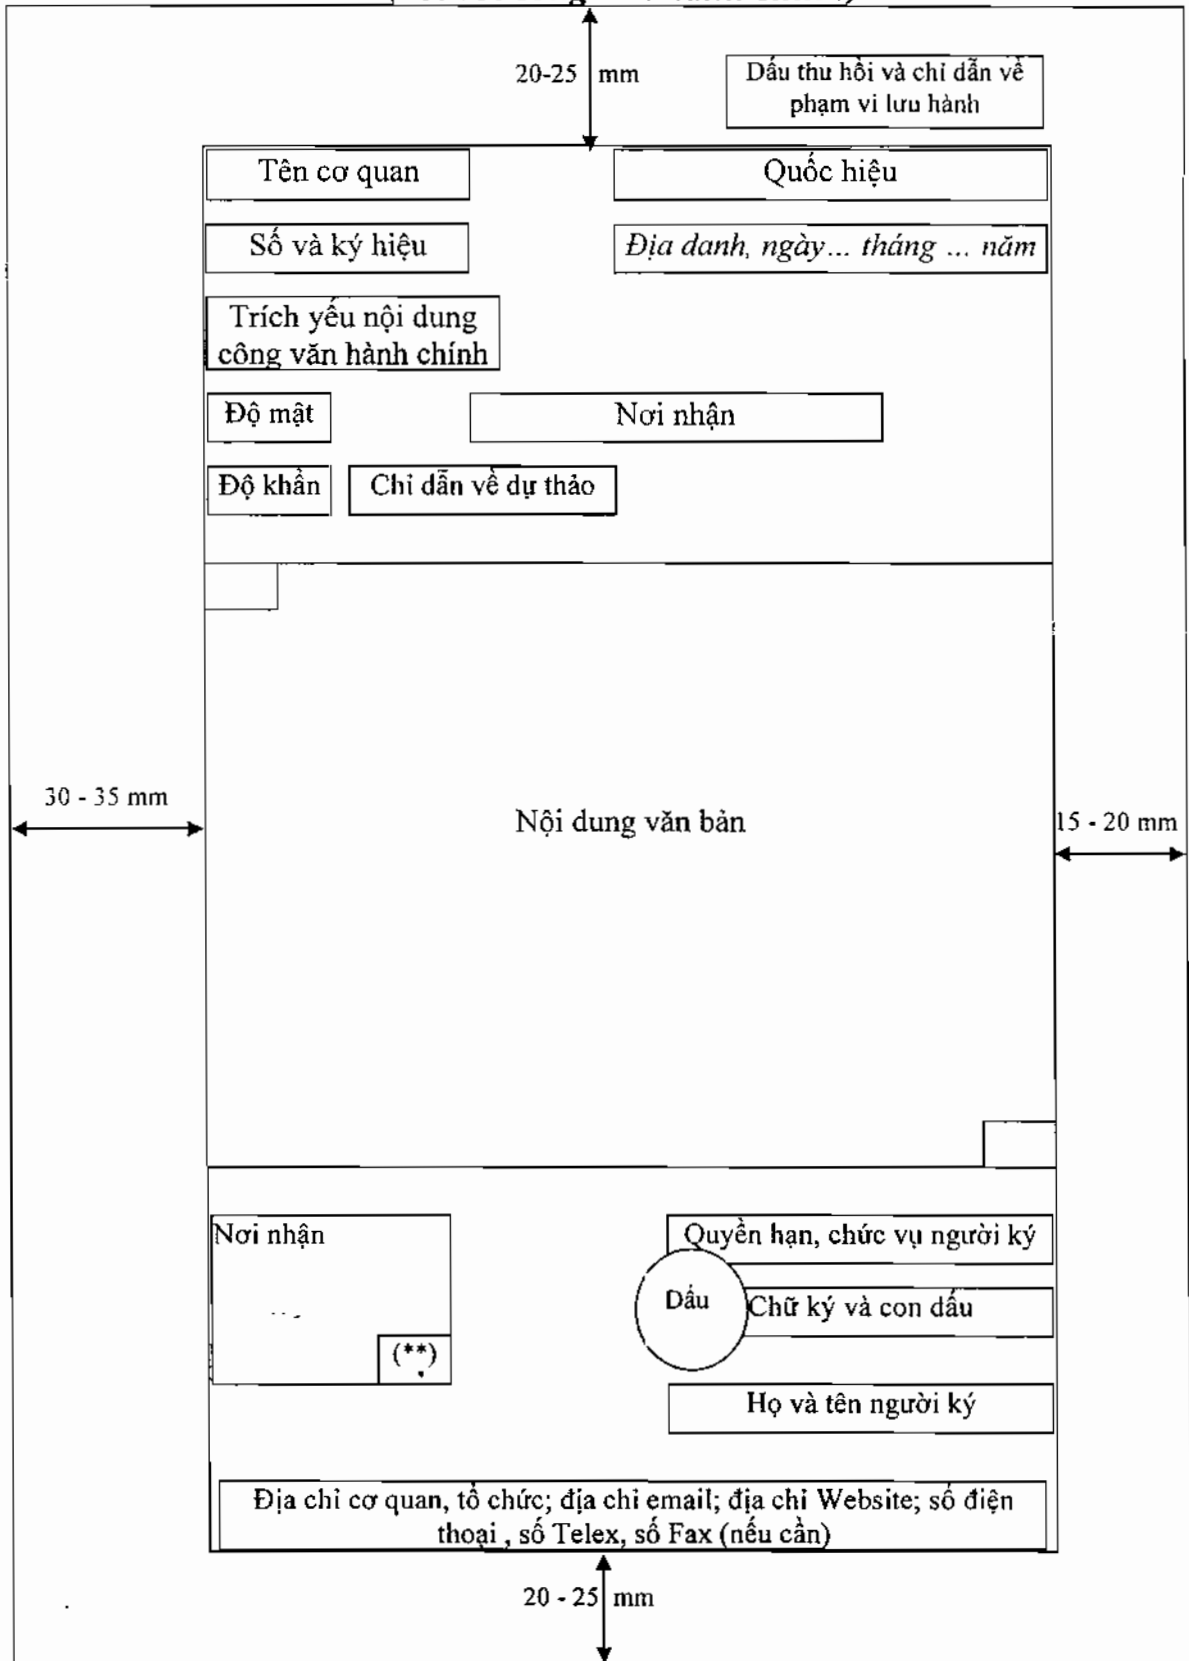 20-25 mm
Dấu thu hồi và chỉ dẫn về
phạm vi lưu hành
Tên cơ quan
Quốc hiệu
Số và ký hiệu
Địa danh, ngày... tháng ... năm
Trích yếu nội dung
công văn hành chính
Độ mật
Nơi nhận
Độ khẩn
Chỉ dẫn về dự thảo
30 - 35 mm
Nội dung văn bản
15 - 20 mm
Nơi nhận
Quyền hạn, chức vụ người ký
Dấu
Chữ ký và con dấu
(**)
Họ và tên người ký
Địa chỉ cơ quan, tổ chức; địa chỉ email; địa chỉ Website; số điện
thoại , số Telex, số Fax (nếu cần)
20 - 25 mm